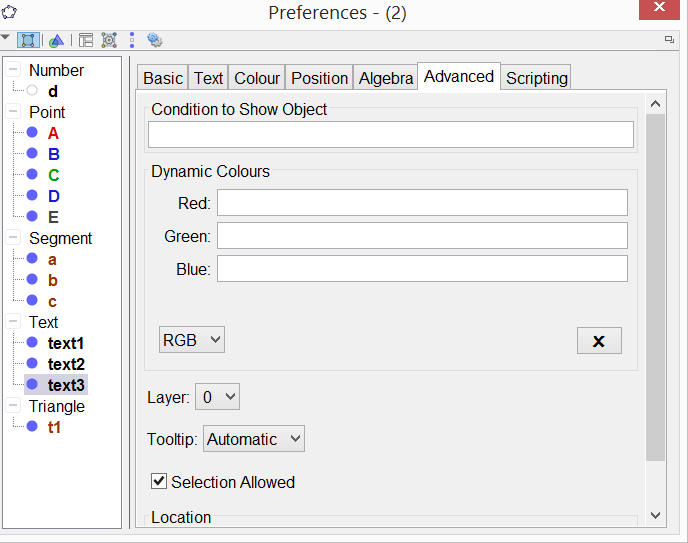 Preferences - (2)
Number
d
Point
A
B
C
D
E
Segment
a
b
c
Text
text1
text2
text3
Triangle
t1
Basic Text Colour Position Algebra Advanced Scripting
Condition to Show Object
Dynamic Colours
Red:
Green:
Blue:
RGB x
Layer: 0
Tooltip: Automatic
Selection Allowed
Location